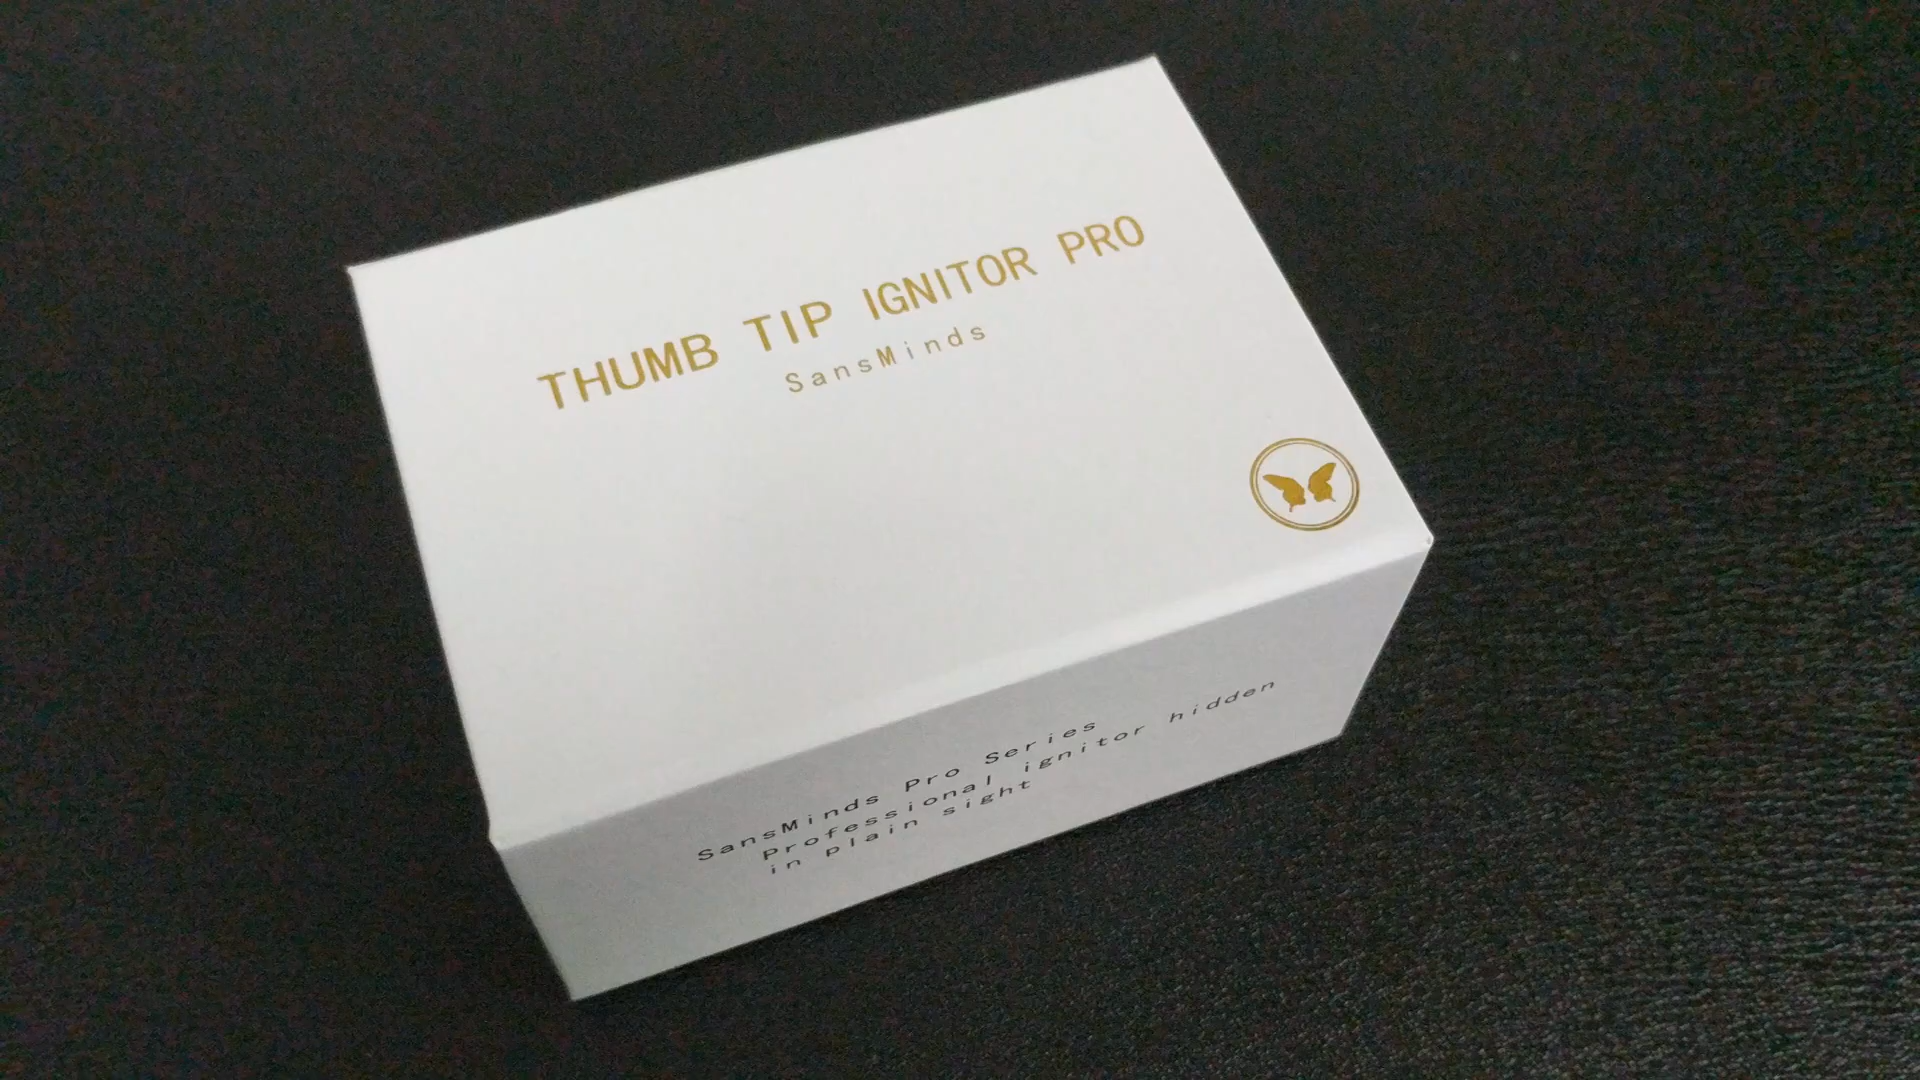 THUMB TIP IGNITOR PRO
SansMinds
SansMinds Pro Series
Professional ignitor hidden
in plain sight